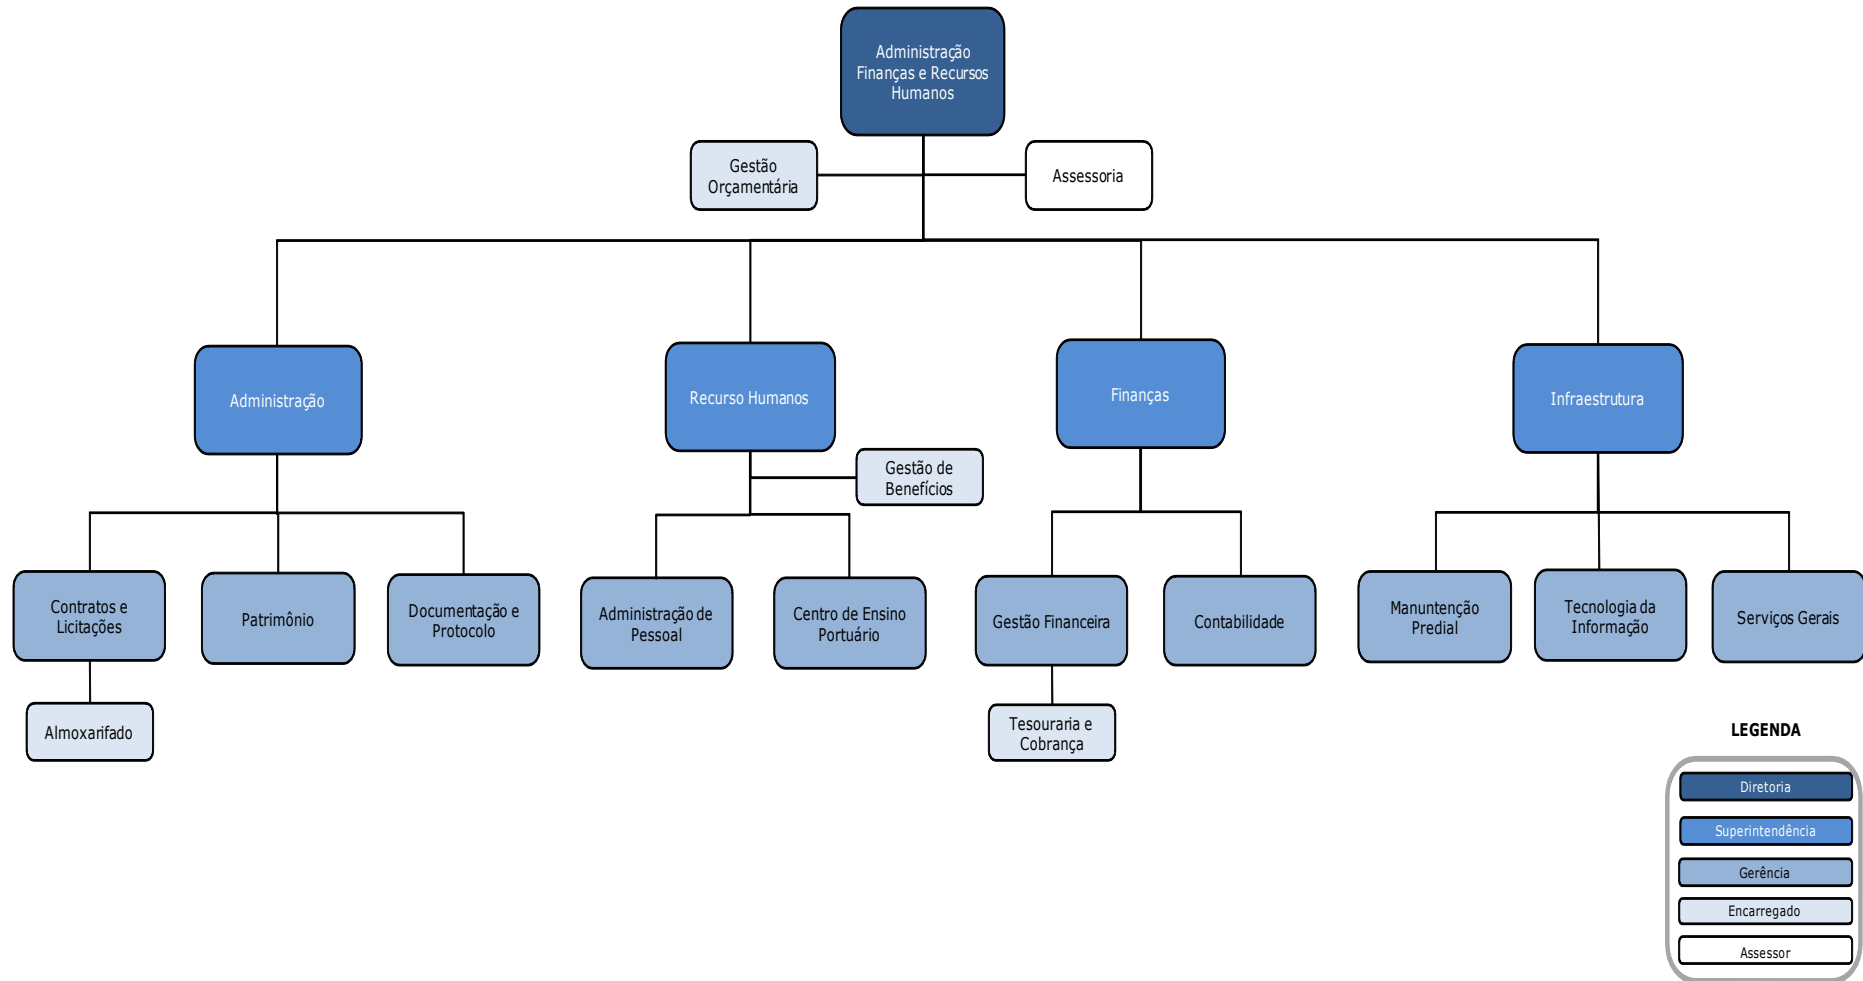 Administração
Finanças e Recursos
Humanos
Gestão
Orçamentária
Assessoria
Administração
Recurso Humanos
Finanças
Infraestrutura
Gestão de
Benefícios
Contratos e
Licitações
Patrimônio
Documentação e
Protocolo
Administração de
Pessoal
Centro de Ensino
Portuário
Gestão Financeira
Contabilidade
Manuntenção
Predial
Tecnologia da
Informação
Serviços Gerais
Almoxarifado
Tesouraria e
Cobrança
LEGENDA
Diretoria
Superintendência
Gerência
Encarregado
Assessor